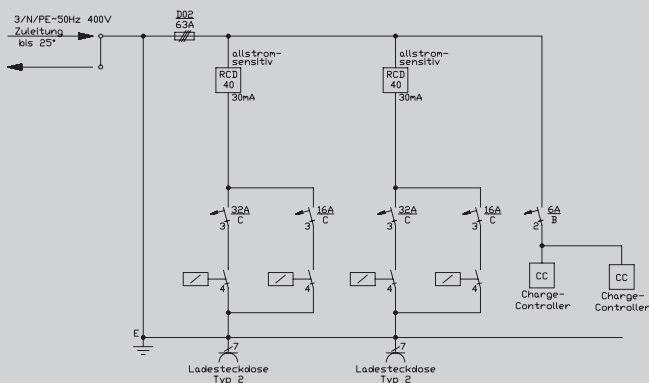 3/N/PE-50Hz 400V
Zuleitung
bis 25°
D02
63A
allstrom-
sensitiv
RCD
40
30mA
allstrom-
sensitiv
RCD
40
30mA
32A
C
3
16A
C
3
32A
C
3
16A
C
3
6A
B
2
4
4
4
4
CC
Charge-
Controller
CC
Charge-
Controller
E
7
Ladesteckdose
Typ 2
7
Ladesteckdose
Typ 2